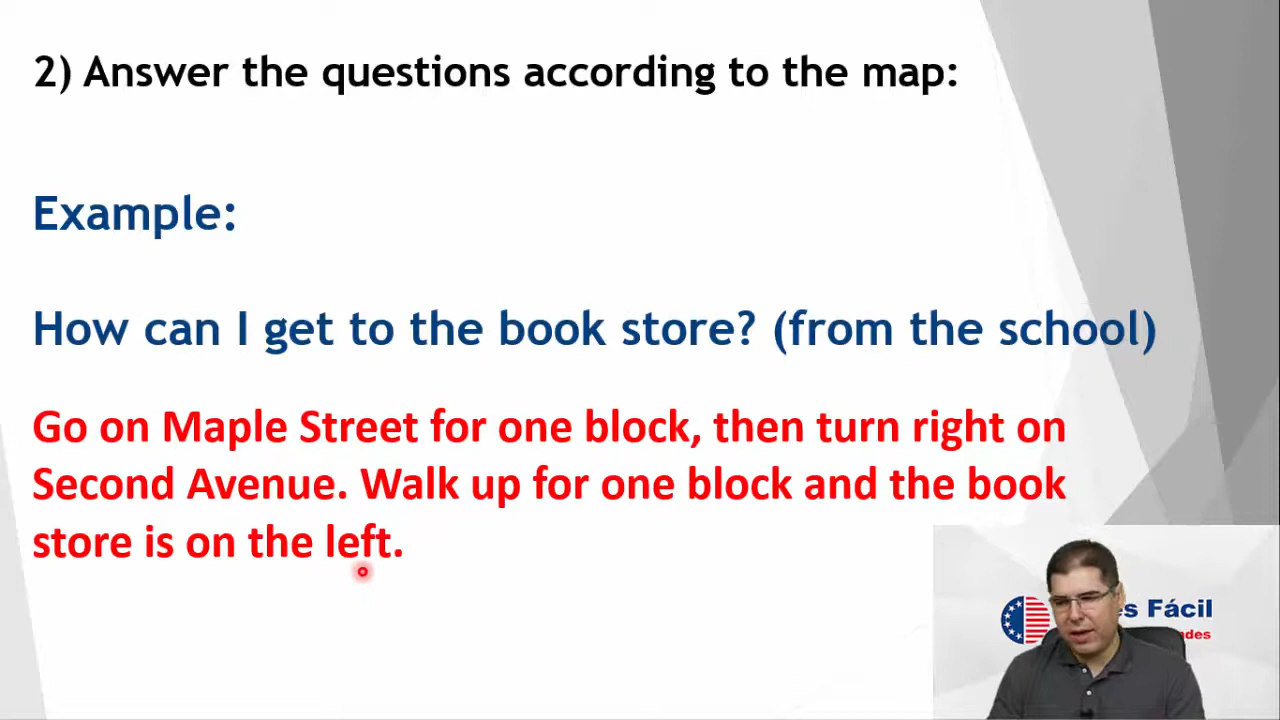 2) Answer the questions according to the map:
Example:
How can I get to the book store? (from the school)
Go on Maple Street for one block, then turn right on
Second Avenue. Walk up for one block and the book
store is on the left.
Fácil